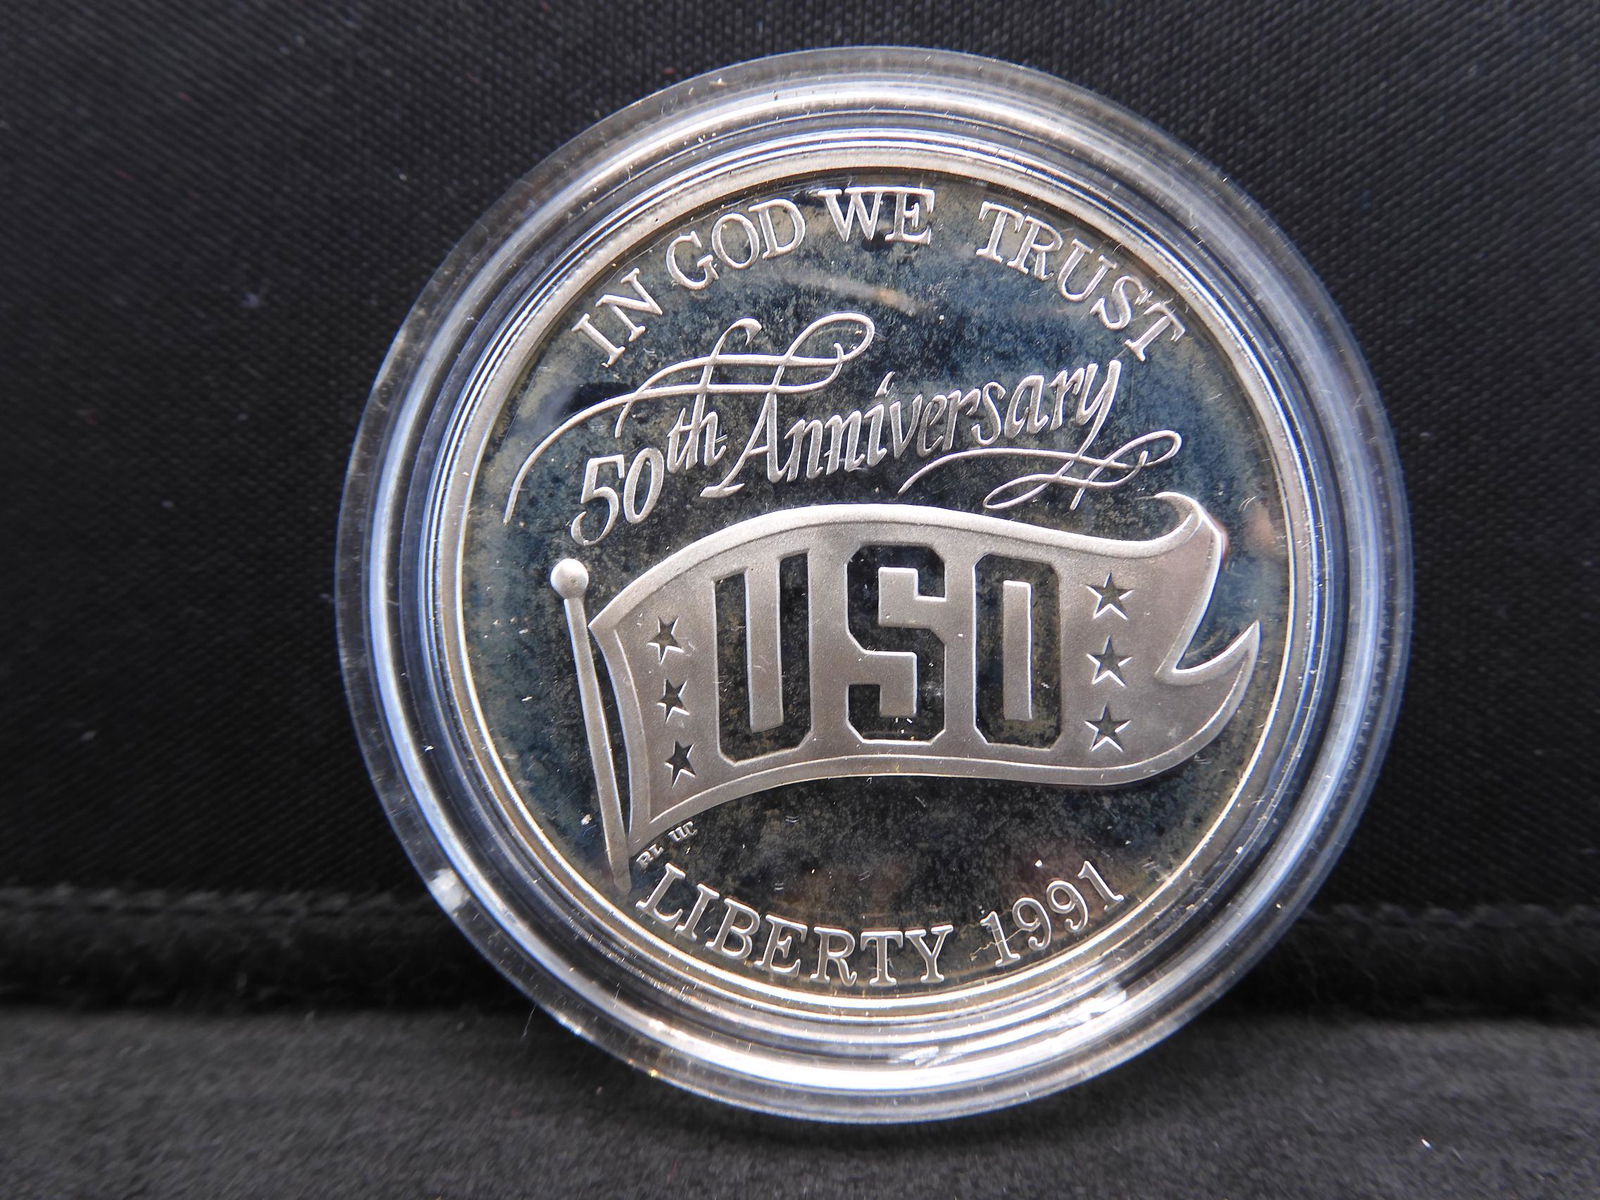 IN GOD WE TRUST
50th Anniversary
USO
LIBERTY 1991